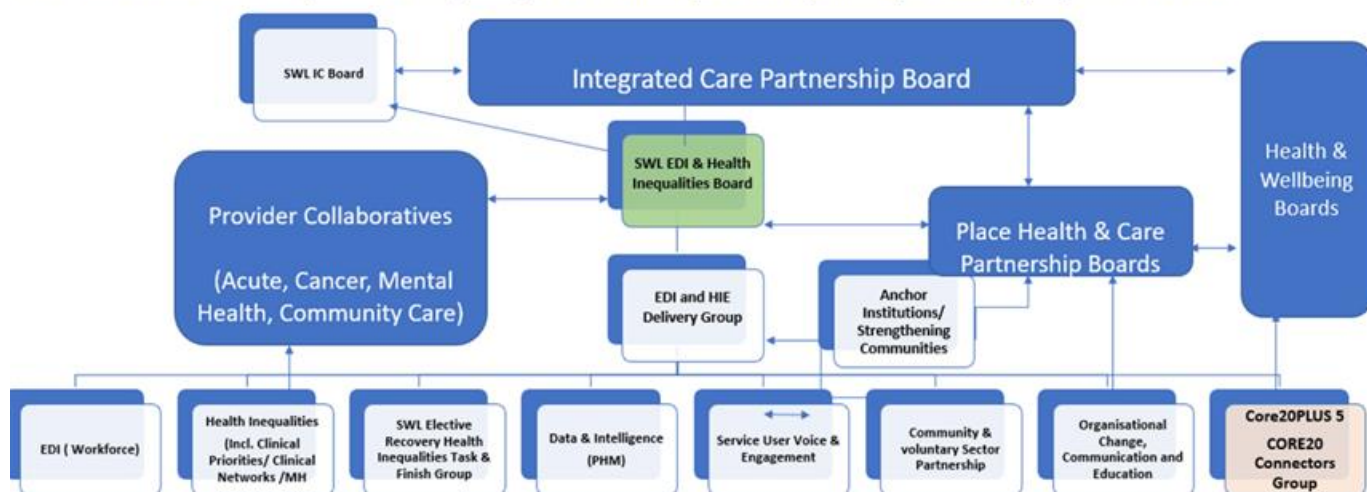 SWL IC Board
Integrated Care Partnership Board
Health &
Wellbeing
Boards
SWL EDI & Health
Inequalities Board
Provider Collaboratives
(Acute, Cancer, Mental
Health, Community Care)
Place Health & Care
Partnership Boards
EDI and HIE
Delivery Group
Anchor
Institutions/
Strengthening
Communities
EDI ( Workforce)
Health Inequalities
(Incl. Clinical
Priorities/ Clinical
Networks /MH
SWL Elective
Recovery Health
Inequalities Task &
Finish Group
Data & Intelligence
(PHM)
Service User Voice &
Engagement
Community &
voluntary Sector
Partnership
Organisational
Change,
Communication and
Education
Core20PLUS 5
CORE20
Connectors
Group